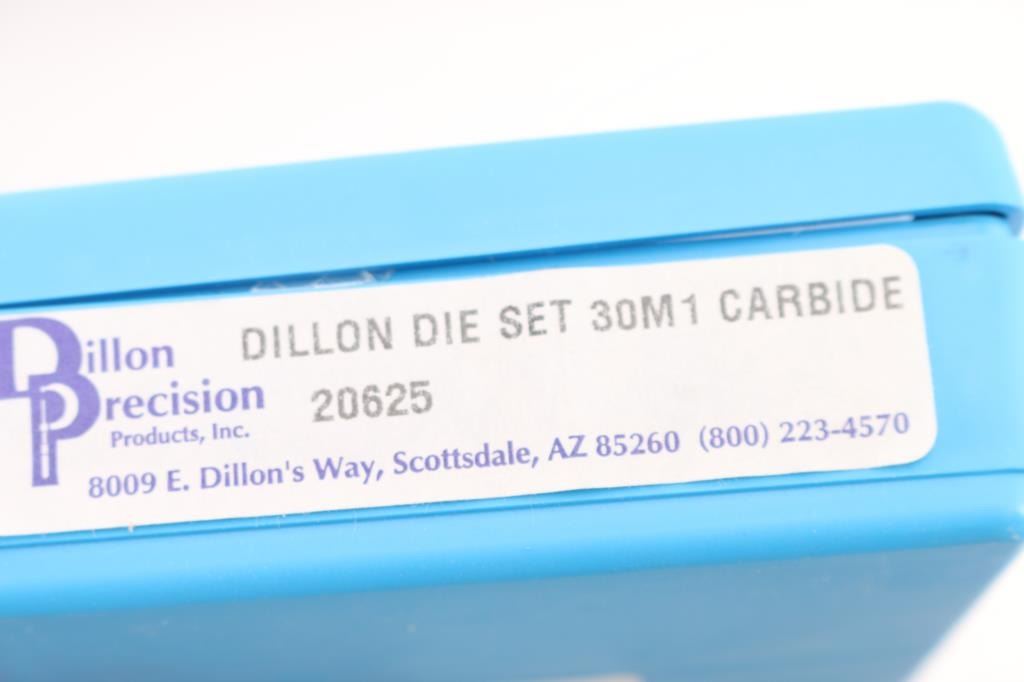 Dillon
Precision
Products, Inc.
DILLON DIE SET 30M1 CARBIDE
20625
8009 E. Dillon's Way, Scottsdale, AZ 85260 (800) 223-4570